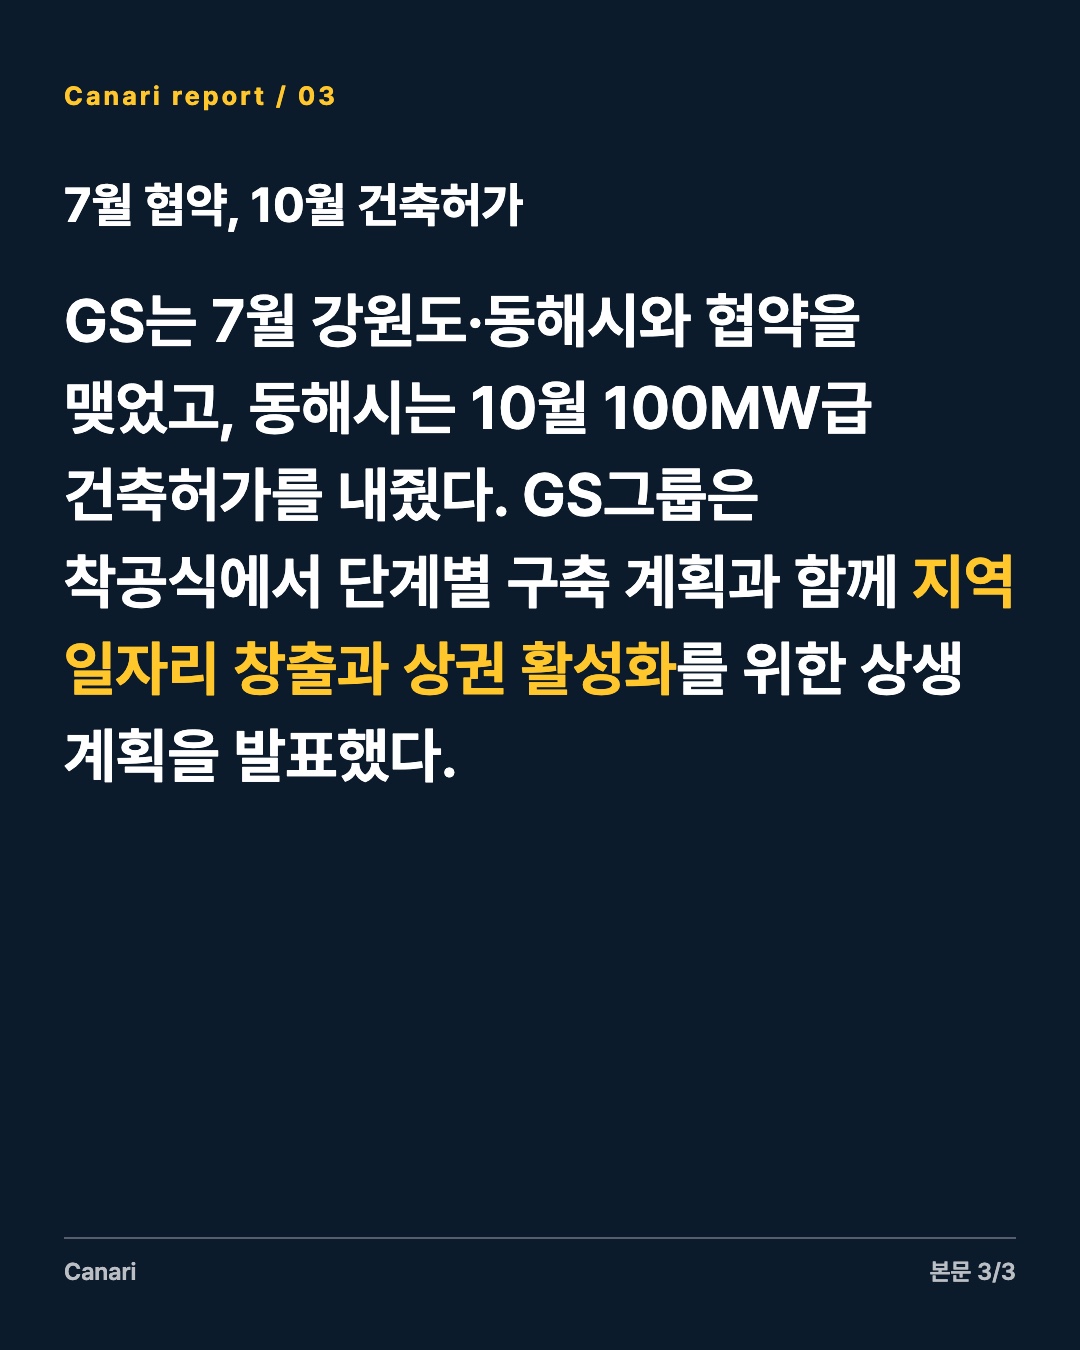 Canari report / 03
7월 협약, 10월 건축허가
GS는 7월 강원도·동해시와 협약을
맺었고, 동해시는 10월 100MW급
건축허가를 내줬다. GS그룹은
착공식에서 단계별 구축 계획과 함께 지역
일자리 창출과 상권 활성화를 위한 상생
계획을 발표했다.
Canari
본문 3/3